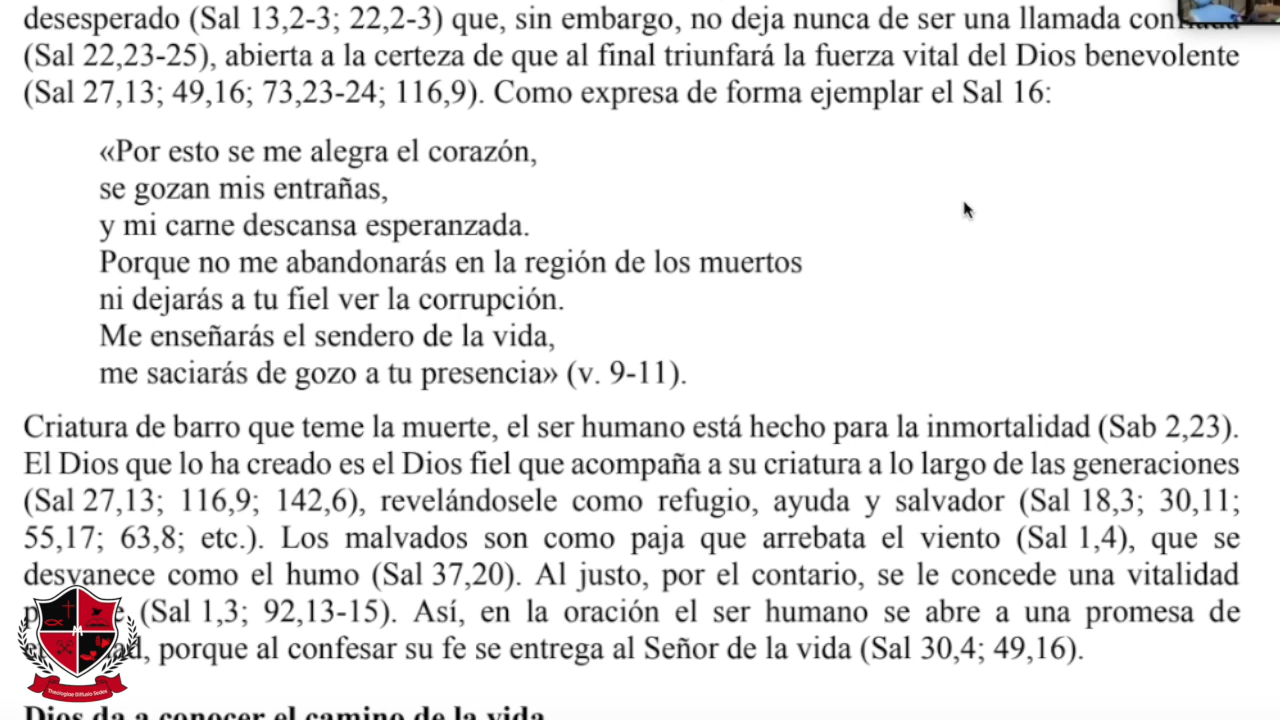 desesperado (Sal 13,2-3; 22,2-3) que, sin embargo, no deja nunca de ser una llamada
(Sal 22,23-25), abierta a la certeza de que al final triunfará la fuerza vital del Dios benevolente
(Sal 27,13; 49,16; 73,23-24; 116,9). Como expresa de forma ejemplar el Sal 16:
«Por esto se me alegra el corazón,
se gozan mis entrañas,
y mi carne descansa esperanzada.
Porque no me abandonarás en la región de los muertos
ni dejarás a tu fiel ver la corrupción.
Me enseñarás el sendero de la vida,
me saciarás de gozo a tu presencia» (v. 9-11).
Criatura de barro que teme la muerte, el ser humano está hecho para la inmortalidad (Sab 2,23).
El Dios que lo ha creado es el Dios fiel que acompaña a su criatura a lo largo de las generaciones
(Sal 27,13; 116,9; 142,6), revelándosele como refugio, ayuda y salvador (Sal 18,3; 30,11;
55,17; 63,8; etc.). Los malvados son como paja que arrebata el viento (Sal 1,4), que se
desvanece como el humo (Sal 37,20). Al justo, por el contario, se le concede una vitalidad
(Sal 1,3; 92,13-15). Así, en la oración el ser humano se abre a una promesa de
porque al confesar su fe se entrega al Señor de la vida (Sal 30,4; 49,16).
M
Theologiae Diffusio Sedes
Dios da a conocer el camino de la vida